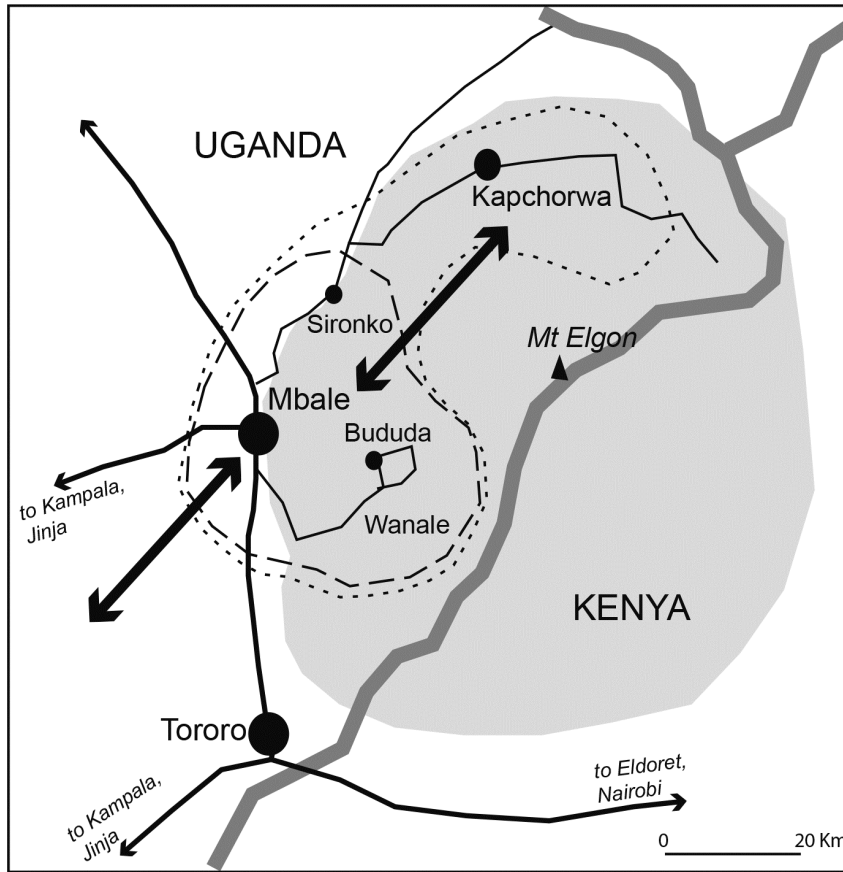 UGANDA
Kapchorwa
Sironko
Mt Elgon
Mbale
Bududa
to Kampala,
Jinja
Wanale
KENYA
Tororo
to Kampala,
Jinja
to Eldoret,
Nairobi
0 20 Km